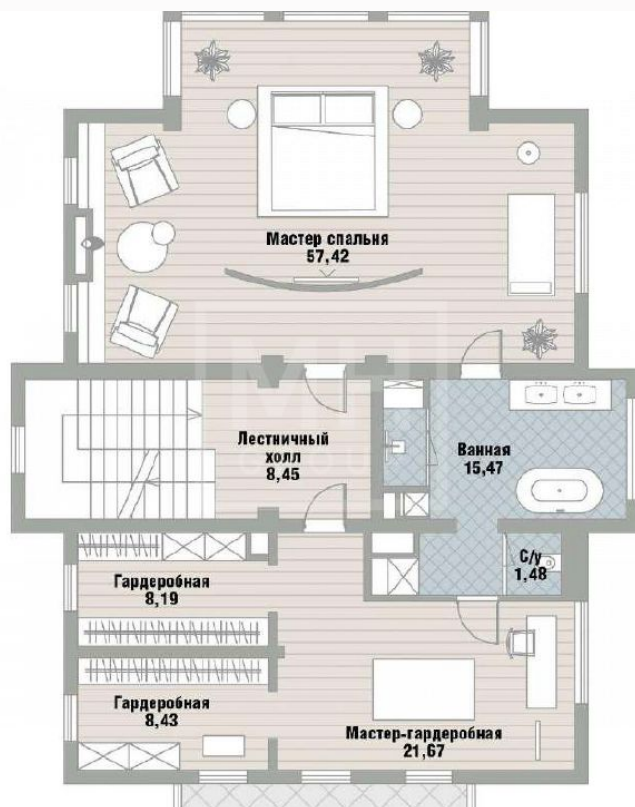 Мастер спальня
57,42
Лестничный
холл
8,45
Ванная
15,47
С/у
1,48
Гардеробная
8,19
Гардеробная
8,43
Мастер-гардеробная
21,67